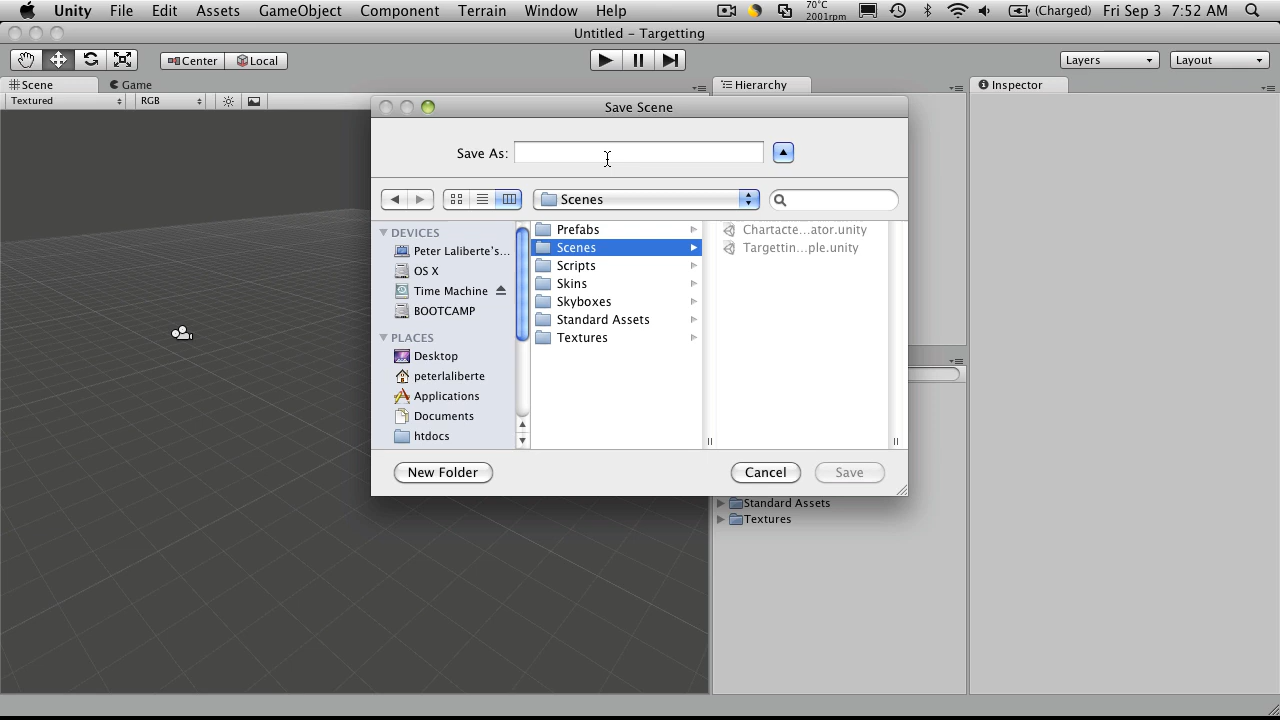 Unity File Edit Assets GameObject Component Terrain Window Help 70°C 2001rpm (Charged) Fri Sep 3 7:52 AM
Untitled – Targetting
Center Local Layers Layout
Scene Game Hierarchy Inspector
Textured RGB
Save Scene
Save As:
Scenes
DEVICES
Peter Laliberte's...
OS X
Time Machine
BOOTCAMP
PLACES
Desktop
peterlaliberte
Applications
Documents
htdocs
Prefabs
Scenes
Scripts
Skins
Skyboxes
Standard Assets
Textures
Chartacte...ator.unity
Targettin...ple.unity
New Folder Cancel Save
Standard Assets
Textures